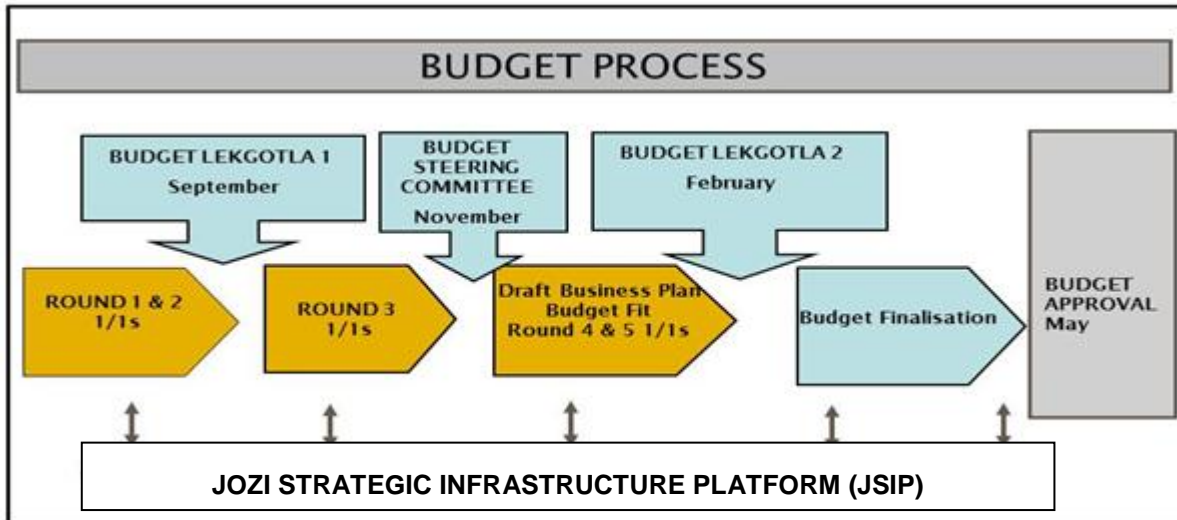 BUDGET PROCESS
BUDGET LEKGOTLA 1
September
BUDGET
STEERING
COMMITTEE
November
BUDGET LEKGOTLA 2
February
ROUND 1 & 2
1/1s
ROUND 3
1/1s
Draft Business Plan
Budget Fit
Round 4 & 5 1/1s
Budget Finalisation
BUDGET
APPROVAL
May
JOZI STRATEGIC INFRASTRUCTURE PLATFORM (JSIP)